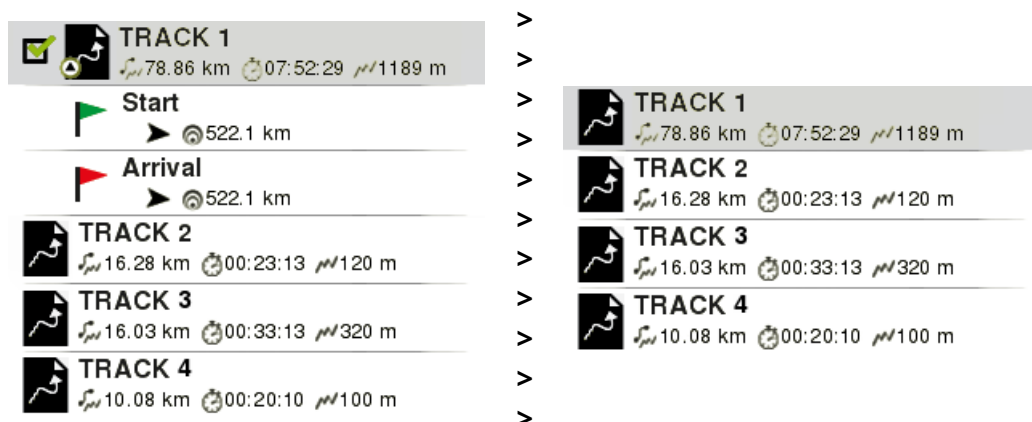 TRACK 1
78.86 km 07:52:29 1189 m
Start
522.1 km
Arrival
522.1 km
TRACK 2
16.28 km 00:23:13 120 m
TRACK 3
16.03 km 00:33:13 320 m
TRACK 4
10.08 km 00:20:10 100 m
>
>
>
>
>
>
>
>
>
>
>
TRACK 1
78.86 km 07:52:29 1189 m
TRACK 2
16.28 km 00:23:13 120 m
TRACK 3
16.03 km 00:33:13 320 m
TRACK 4
10.08 km 00:20:10 100 m